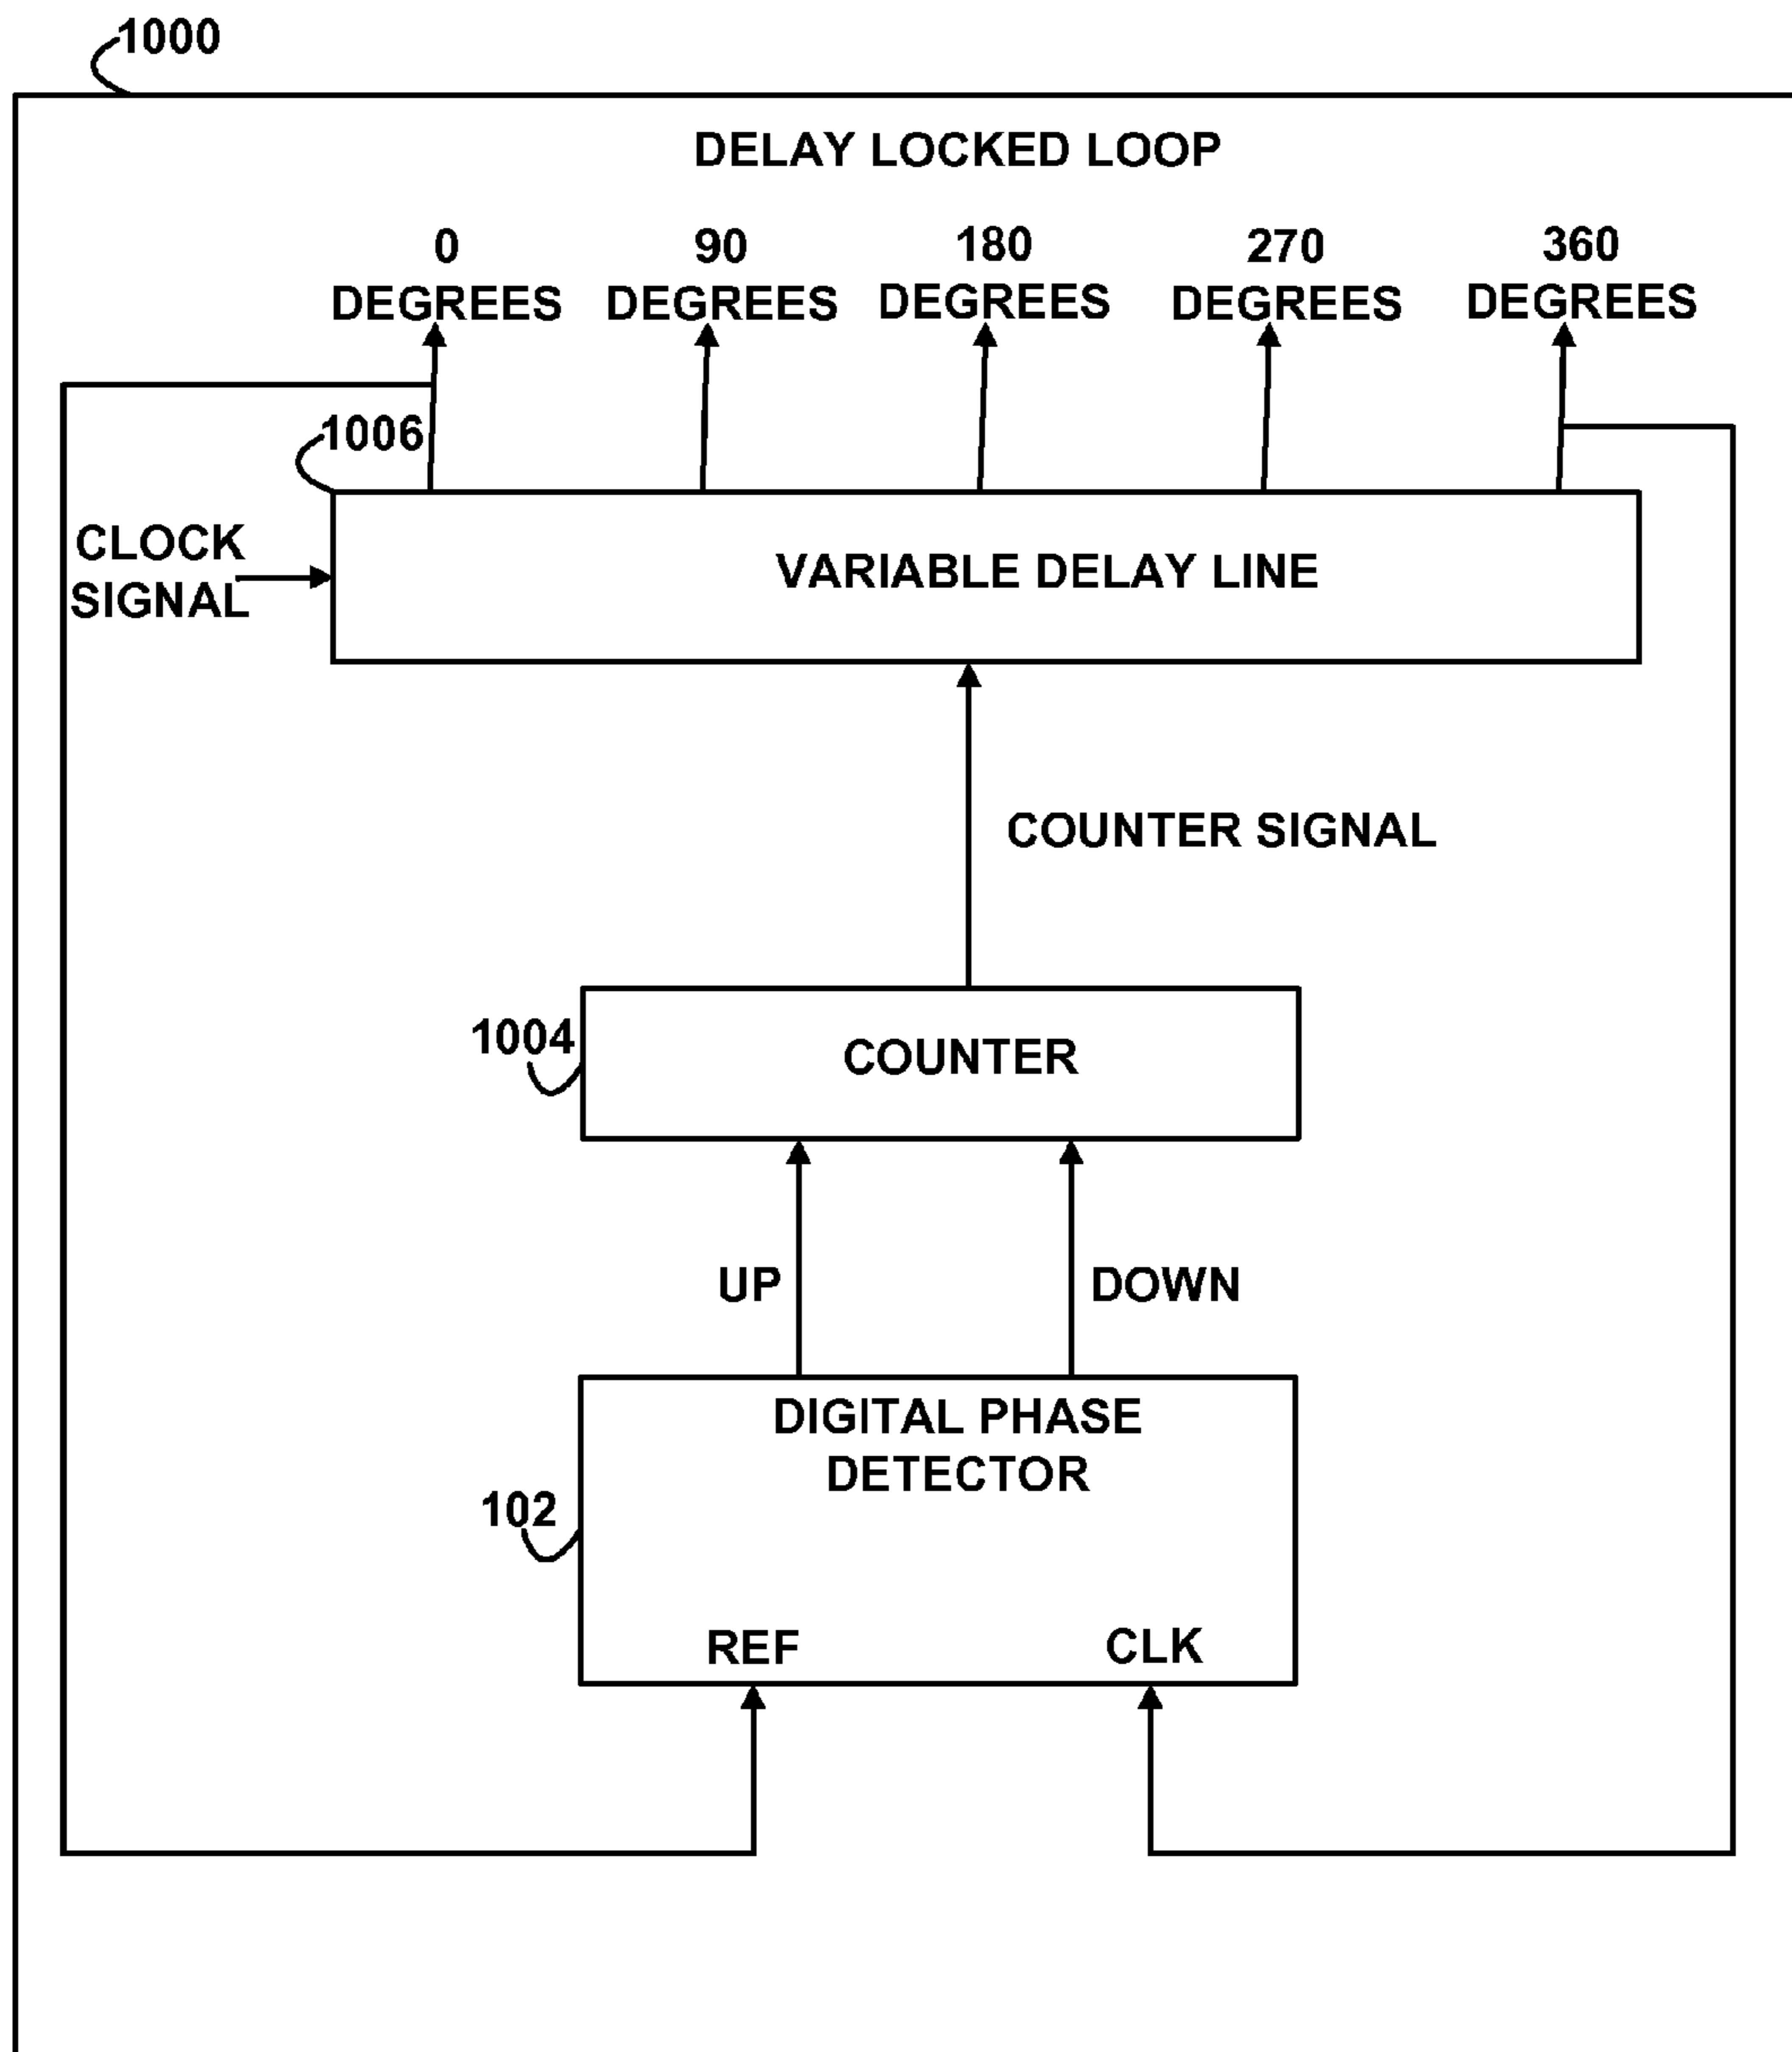 1000
DELAY LOCKED LOOP
0
DEGREES
90
DEGREES
180
DEGREES
270
DEGREES
360
DEGREES
1006
CLOCK
SIGNAL
VARIABLE DELAY LINE
COUNTER SIGNAL
1004
COUNTER
UP
DOWN
DIGITAL PHASE
DETECTOR
102
REF
CLK